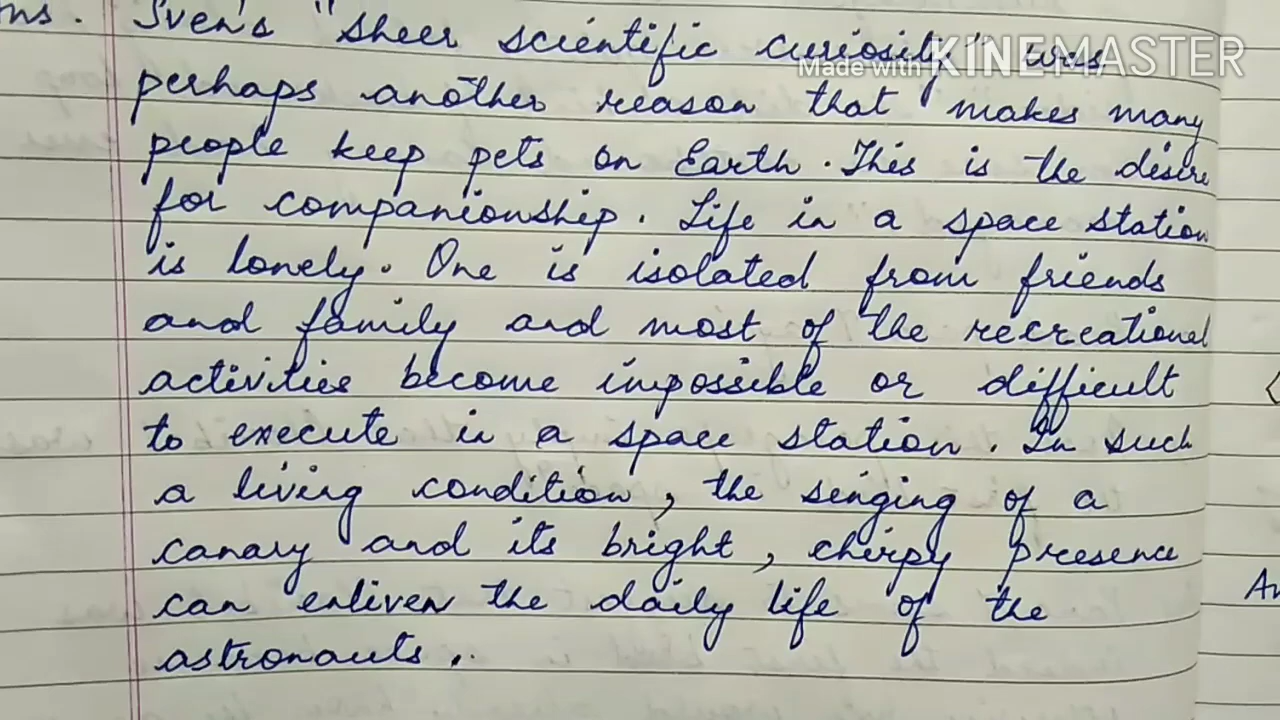 Ans. Sven's "sheer scientific curiosity" was
Made with KINEMASTER
perhaps another reason that makes many
people keep pets on Earth. This is the desire
for companionship. Life in a space station
is lonely. One is isolated from friends
and family and most of the recreational
activities become impossible or difficult
to execute in a space station. In such
a living condition, the singing of a
canary and its bright, chirpy presence
can enliven the daily life of the
astronauts.